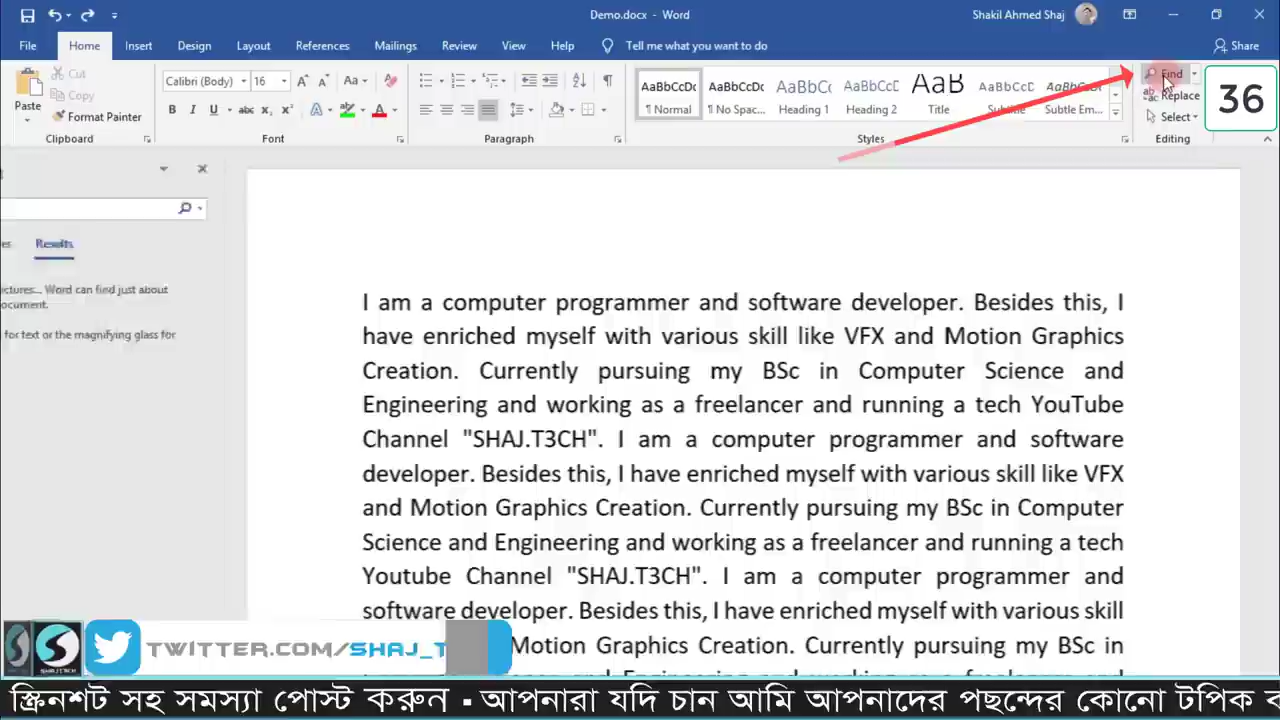 Demo.docx - Word
Shakil Ahmed Shaj
File Home Insert Design Layout References Mailings Review View Help Tell me what you want to do Share
Cut
Copy
Paste
Format Painter
Clipboard
Calibri (Body) 16
Font
Paragraph
AaBbCcDc AaBbCcDc AaBbCc AaBbCcD AaB AaBbCcD
¶ Normal ¶ No Spac... Heading 1 Heading 2 Title Subtitle Subtle Em...
Styles
Find
Replace
Select
Editing
36
Results
ictures... Word can find just about
ocument.
for text or the magnifying glass for
I am a computer programmer and software developer. Besides this, I
have enriched myself with various skill like VFX and Motion Graphics
Creation. Currently pursuing my BSc in Computer Science and
Engineering and working as a freelancer and running a tech YouTube
Channel "SHAJ.T3CH". I am a computer programmer and software
developer. Besides this, I have enriched myself with various skill like VFX
and Motion Graphics Creation. Currently pursuing my BSc in Computer
Science and Engineering and working as a freelancer and running a tech
Youtube Channel "SHAJ.T3CH". I am a computer programmer and
software developer. Besides this, I have enriched myself with various skill
Motion Graphics Creation. Currently pursuing my BSc in
TWITTER.COM/SHAJ_T
স্ক্রিনশট সহ সমস্যা পোস্ট করুন - আপনারা যদি চান আমি আপনাদের পছন্দের কোনো টপিক